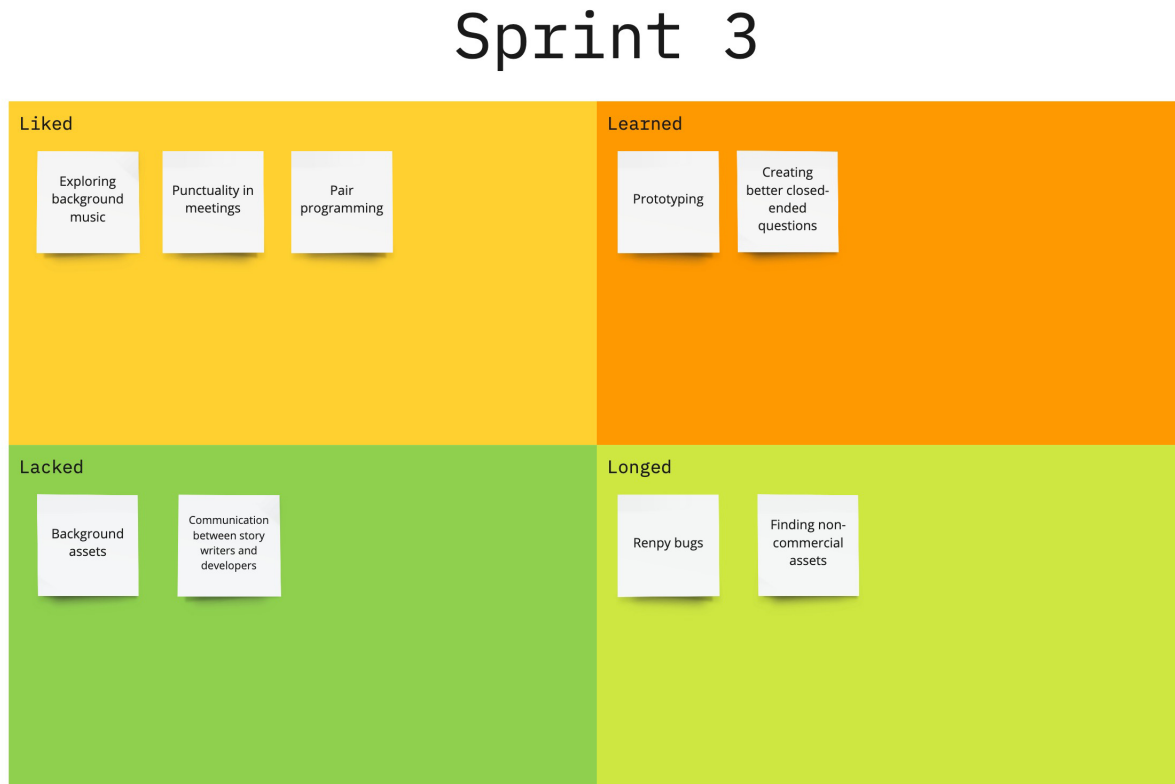 Sprint 3
Liked
Exploring
background
music
Punctuality in
meetings
Pair
programming
Learned
Prototyping
Creating
better closed-
ended
questions
Lacked
Background
assets
Communication
between story
writers and
developers
Longed
Renpy bugs
Finding non-
commercial
assets